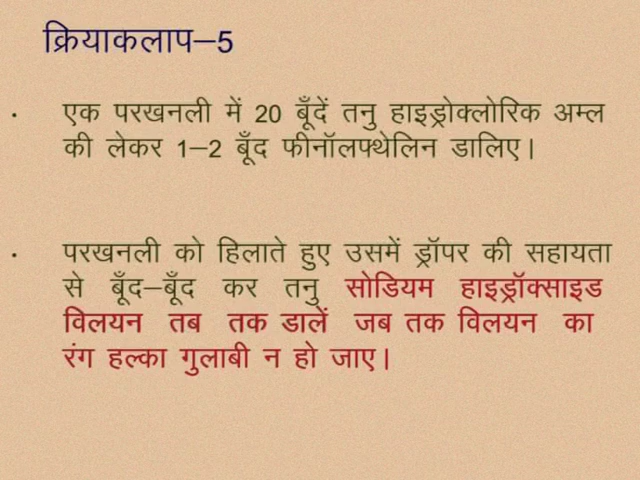 क्रियाकलाप–5
• एक परखनली में 20 बूँदें तनु हाइड्रोक्लोरिक अम्ल
की लेकर 1–2 बूँद फीनॉलफ्थेलिन डालिए।
• परखनली को हिलाते हुए उसमें ड्रॉपर की सहायता
से बूँद–बूँद कर तनु सोडियम हाइड्रॉक्साइड
विलयन तब तक डालें जब तक विलयन का
रंग हल्का गुलाबी न हो जाए।